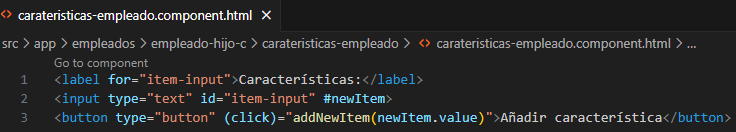 <> carateristicas-empleado.component.html ×
src > app > empleados > empleado-hijo-c > carateristicas-empleado > <> carateristicas-empleado.component.html > ...
Go to component
1 <label for="item-input">Características:</label>
2 <input type="text" id="item-input" #newItem>
3 <button type="button" (click)="addNewItem(newItem.value)">Añadir característica</button>